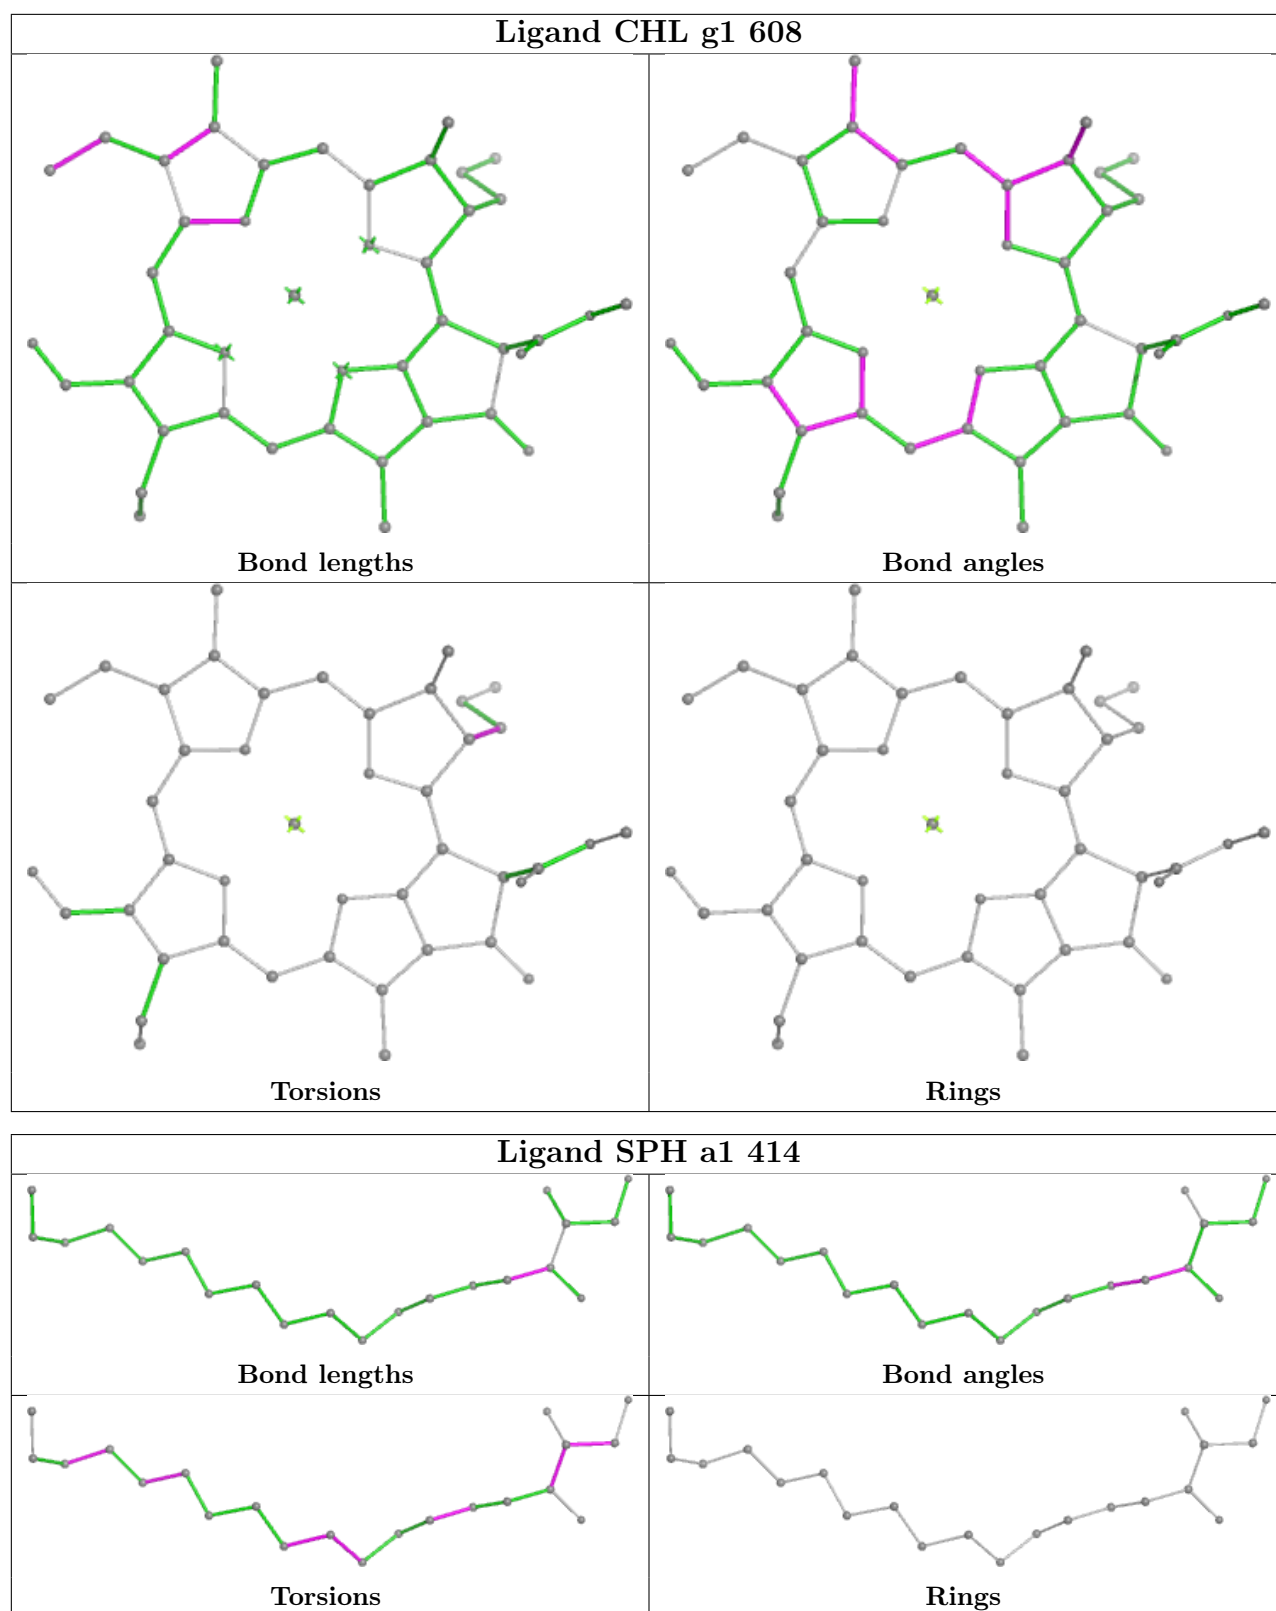 Ligand CHL g1 608
Bond lengths
Bond angles
Torsions
Rings
Ligand SPH a1 414
Bond lengths
Bond angles
Torsions
Rings